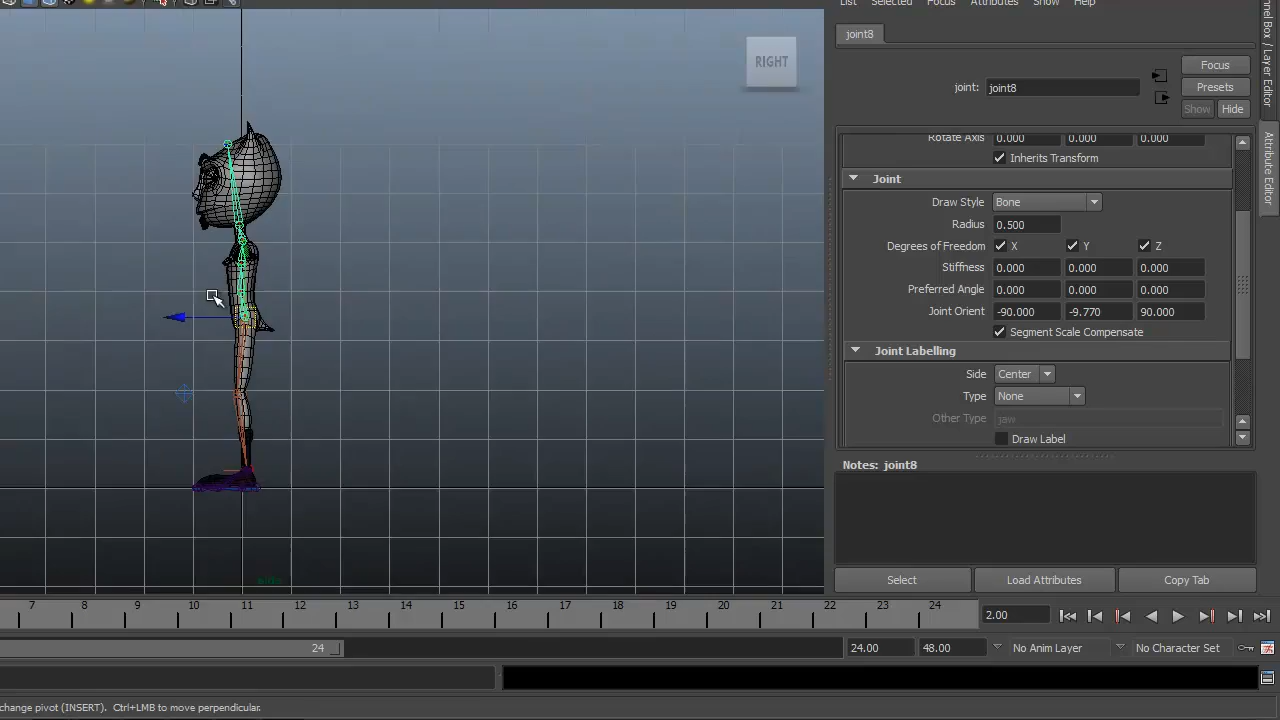 List Selected Focus Attributes Show Help
joint8
RIGHT
Focus
joint: joint8
Presets
Show Hide
Rotate Axis 0.000 0.000 0.000
Inherits Transform
Joint
Draw Style Bone
Radius 0.500
Degrees of Freedom X Y Z
Stiffness 0.000 0.000 0.000
Preferred Angle 0.000 0.000 0.000
Joint Orient -90.000 -9.770 90.000
Segment Scale Compensate
Joint Labelling
Side Center
Type None
Other Type jaw
Draw Label
Notes: joint8
Select Load Attributes Copy Tab
nnel Box / Layer Editor
Attribute Editor
7 8 9 10 11 12 13 14 15 16 17 18 19 20 21 22 23 24
2.00
24
24.00 48.00 No Anim Layer No Character Set
change pivot (INSERT). Ctrl+LMB to move perpendicular.